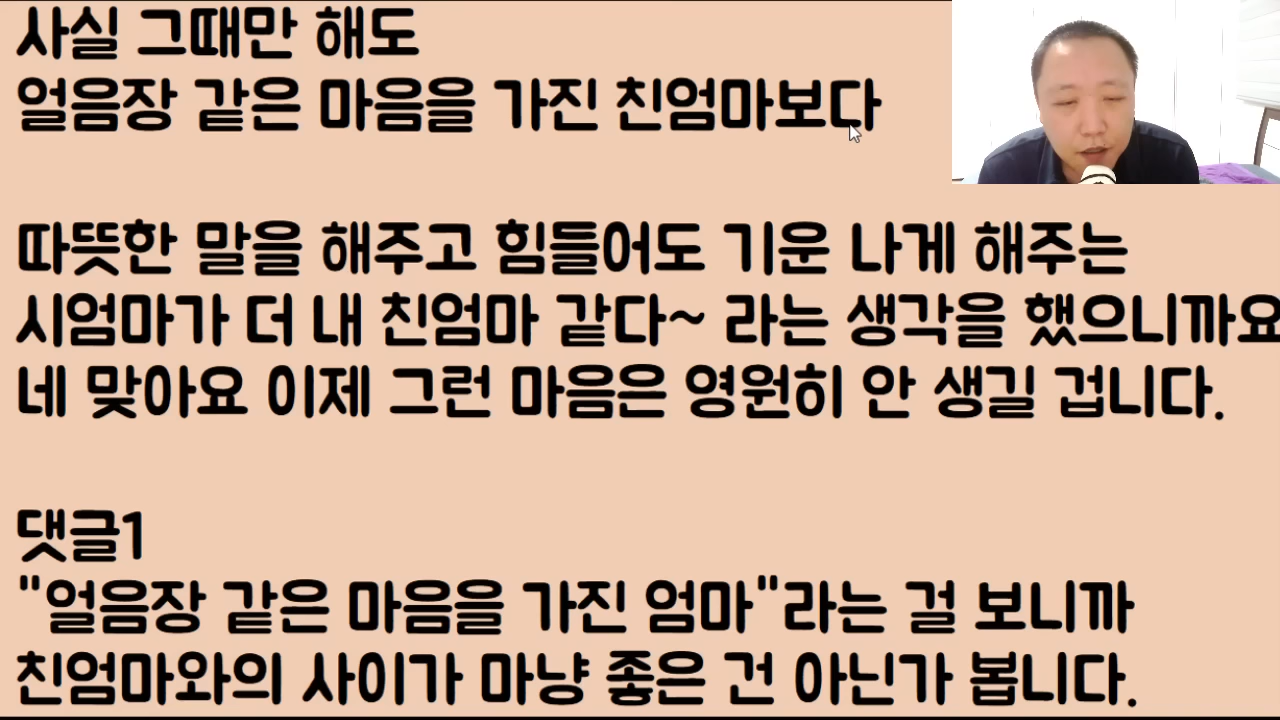 사실 그때만 해도
얼음장 같은 마음을 가진 친엄마보다
따뜻한 말을 해주고 힘들어도 기운 나게 해주는
시엄마가 더 내 친엄마 같다~ 라는 생각을 했으니까요
네 맞아요 이제 그런 마음은 영원히 안 생길 겁니다.
댓글1
"얼음장 같은 마음을 가진 엄마"라는 걸 보니까
친엄마와의 사이가 마냥 좋은 건 아닌가 봅니다.